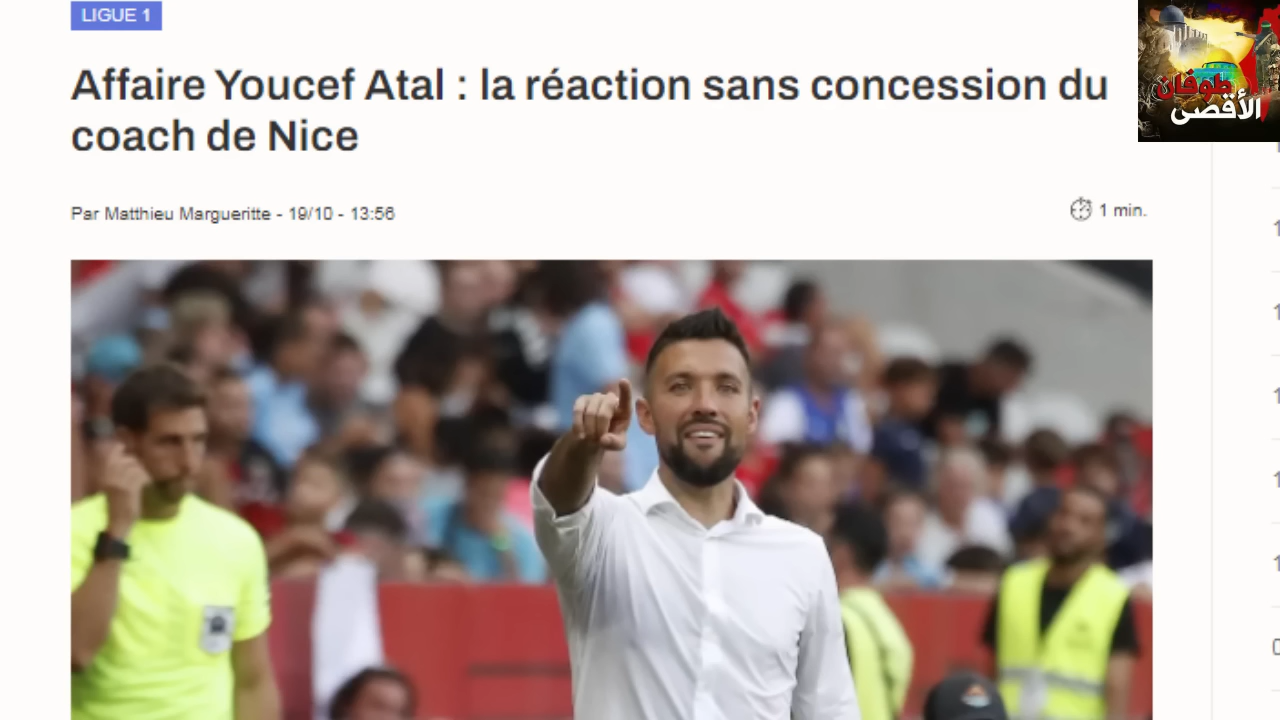 LIGUE 1
Affaire Youcef Atal : la réaction sans concession du
coach de Nice
Par Matthieu Margueritte - 19/10 - 13:56
1 min.
طوفان
الأقصى